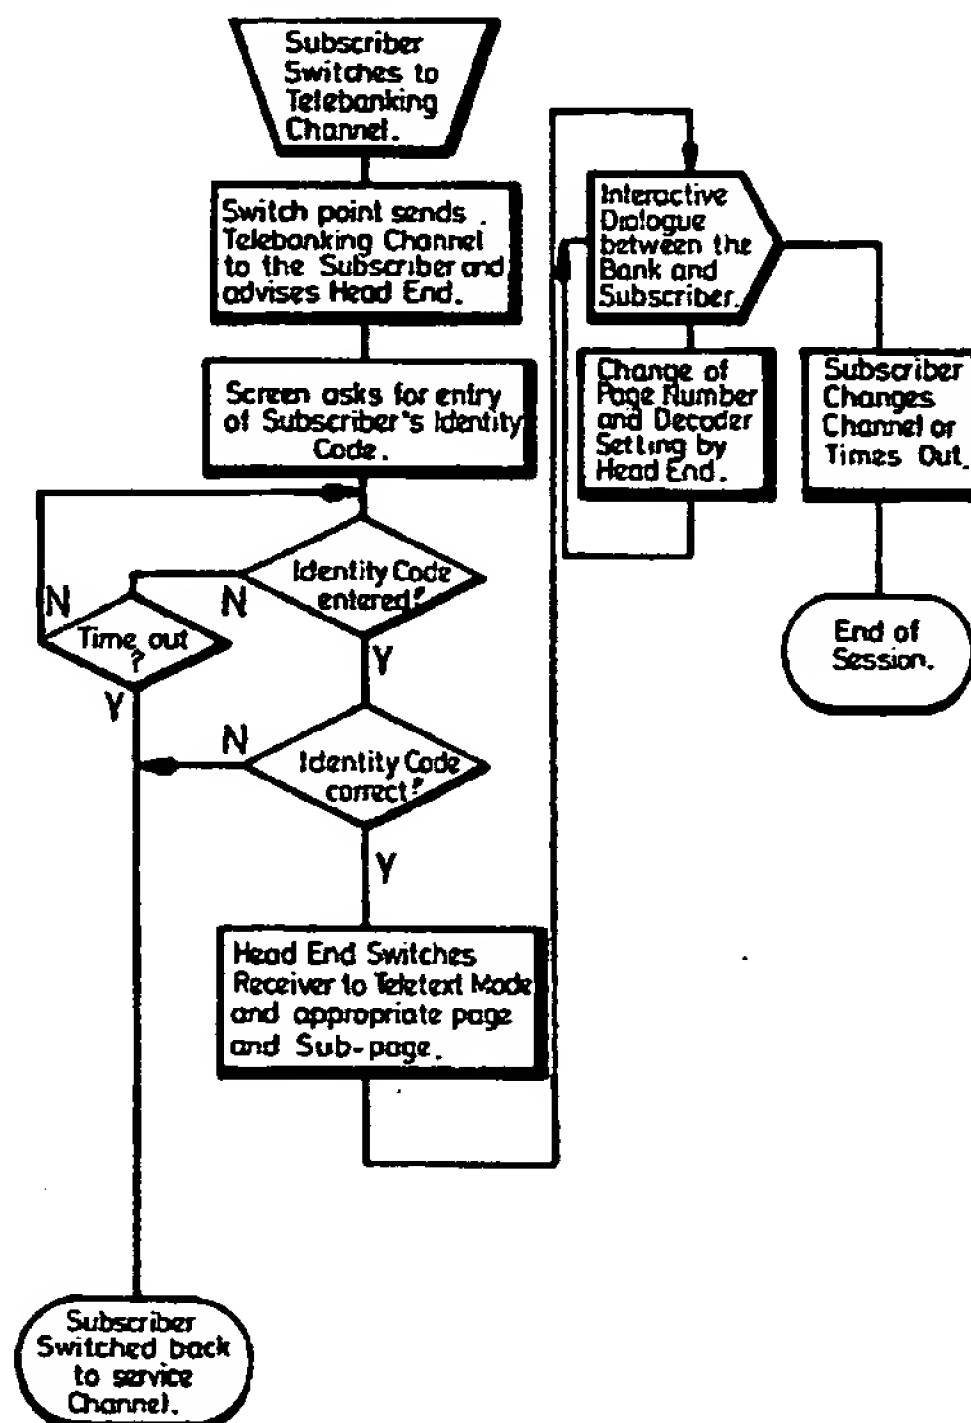 Subscriber
Switches to
Telebanking
Channel.
Switch point sends
Telebanking Channel
to the Subscriber and
advises Head End.
Screen asks for entry
of Subscriber's Identity
Code.
Identity Code
entered?
N
Y
Time out
?
N
Y
Identity Code
correct?
N
Y
Head End Switches
Receiver to Teletext Mode
and appropriate page
and Sub-page.
Subscriber
Switched back
to service
Channel.
Interactive
Dialogue
between the
Bank and
Subscriber.
Change of
Page Number
and Decoder
Setting by
Head End.
Subscriber
Changes
Channel or
Times Out.
End of
Session.